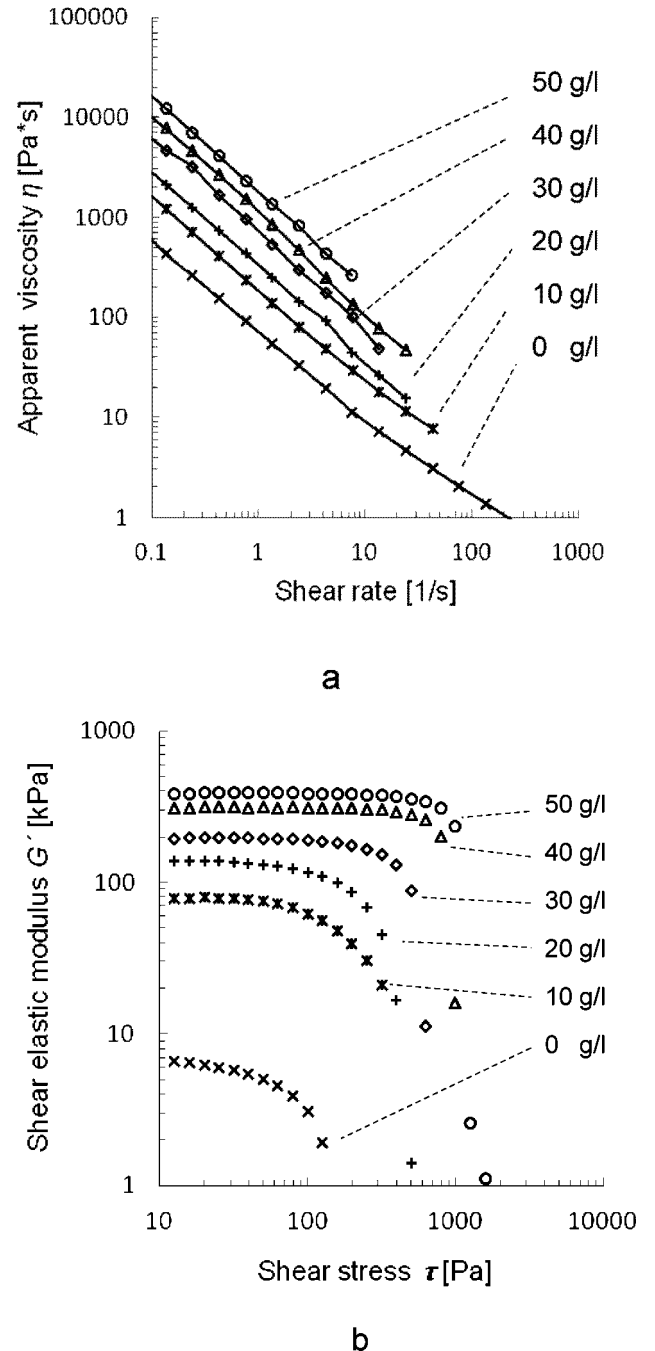 100000
10000
1000
100
10
1
0.1 1 10 100 1000
Apparent viscosity η [Pa*s]
Shear rate [1/s]
50 g/l
40 g/l
30 g/l
20 g/l
10 g/l
0 g/l
a
1000
100
10
1
10 100 1000 10000
Shear elastic modulus G´ [kPa]
Shear stress τ [Pa]
50 g/l
40 g/l
30 g/l
20 g/l
10 g/l
0 g/l
b